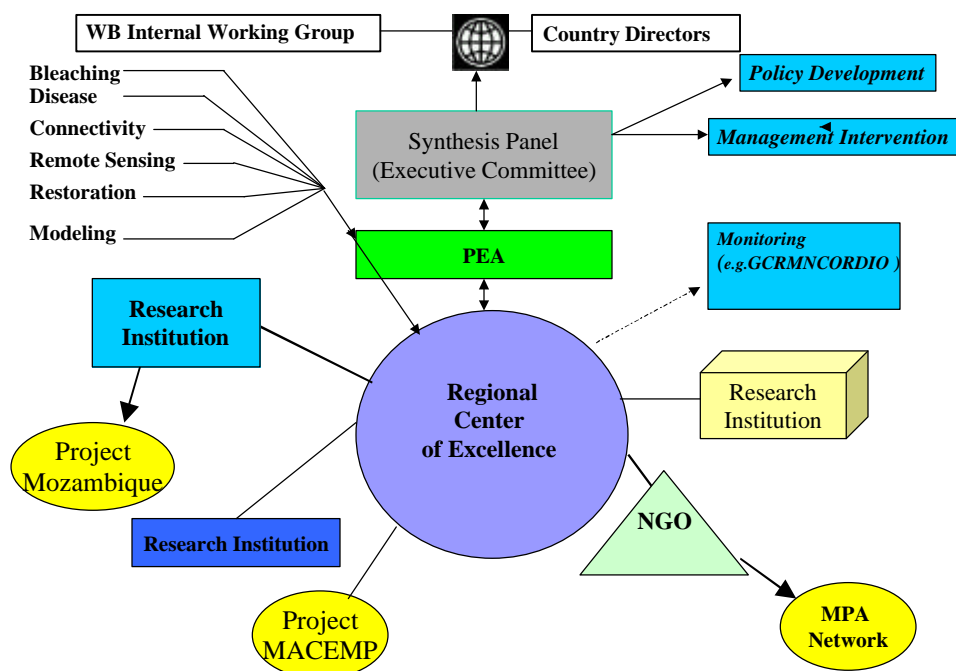 WB Internal Working Group
Country Directors
Bleaching
Disease
Connectivity
Remote Sensing
Restoration
Modeling
Policy Development
Management Intervention
Synthesis Panel
(Executive Committee)
PEA
Monitoring
(e.g.GCRMNCORDIO )
Research
Institution
Regional
Center
of Excellence
Research
Institution
Project
Mozambique
Research Institution
NGO
Project
MACEMP
MPA
Network